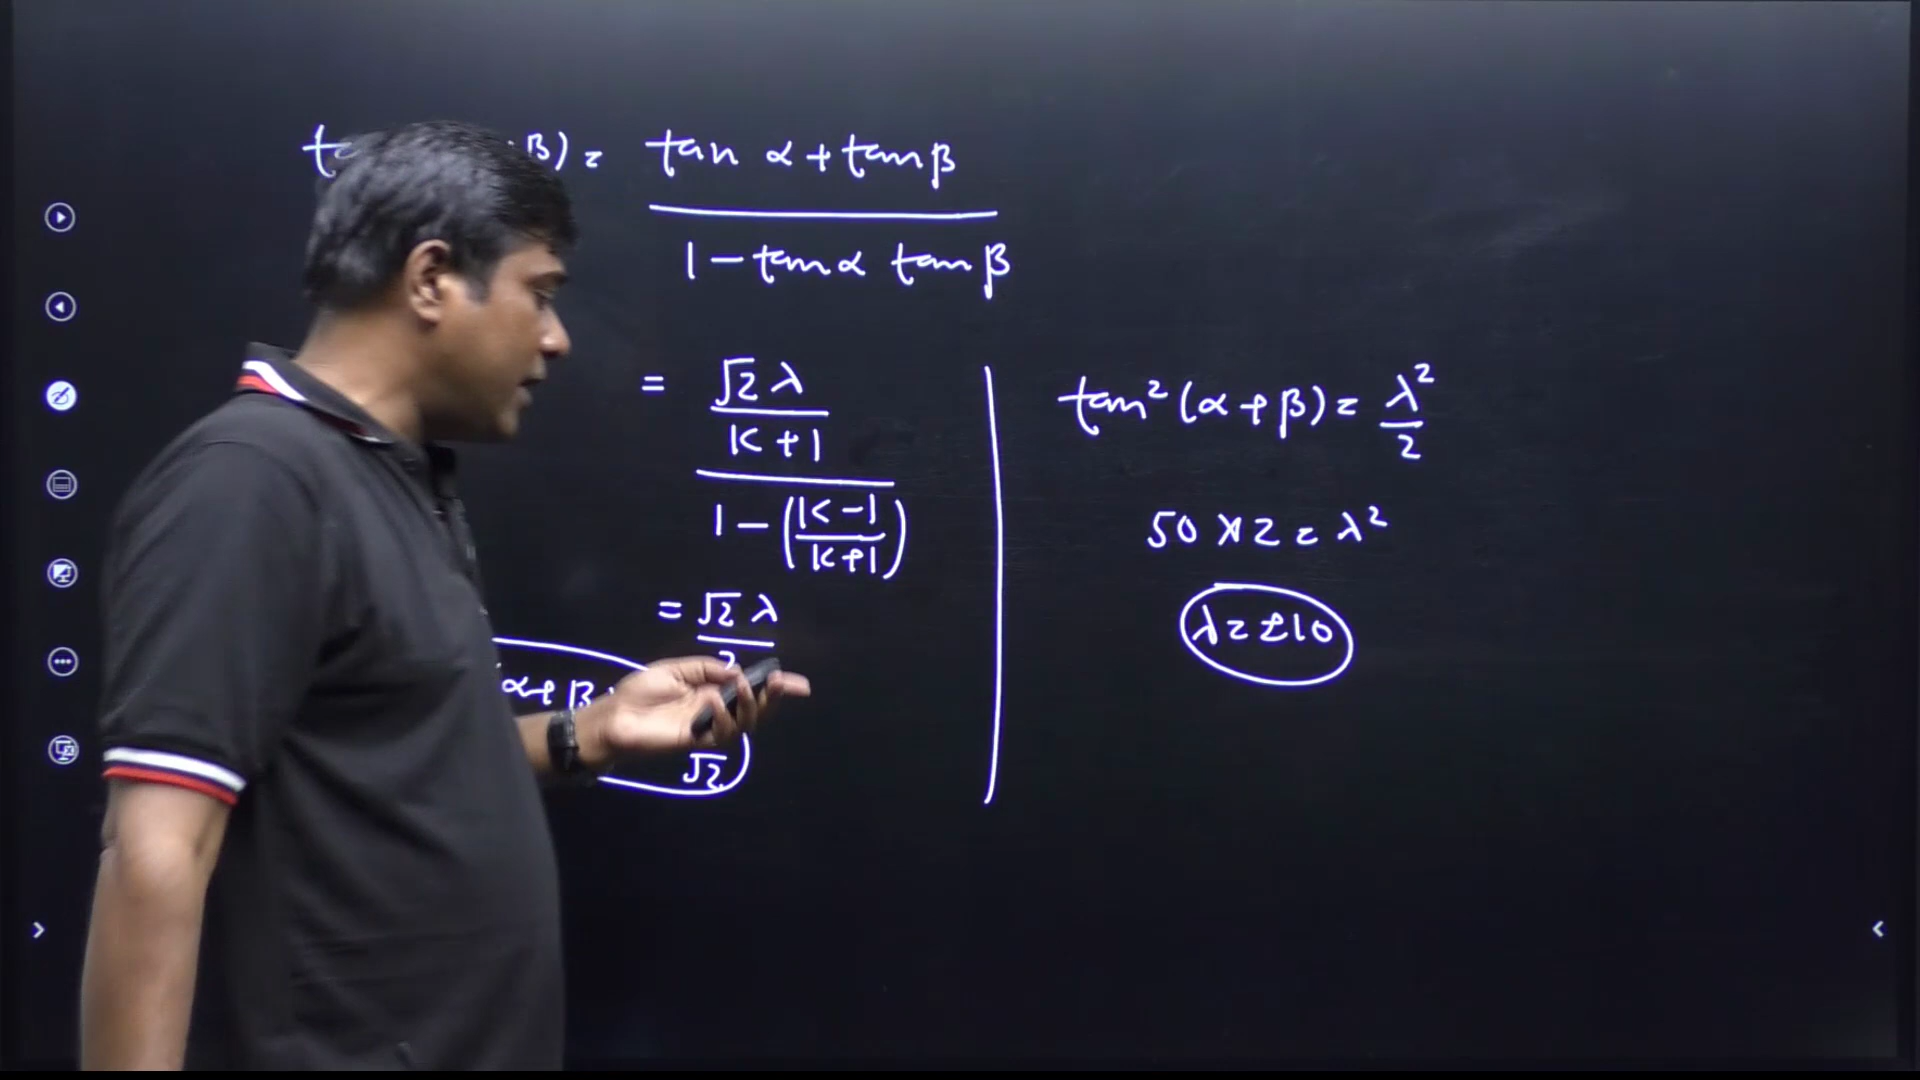 β) = tan α + tan β
1 - tan α tan β
= √2 λ
K + 1
1 - (K-1
K+1)
= √2 λ
α+β
√2
tan² (α + β) = λ²
2
50 × 2 = λ²
λ = ±10